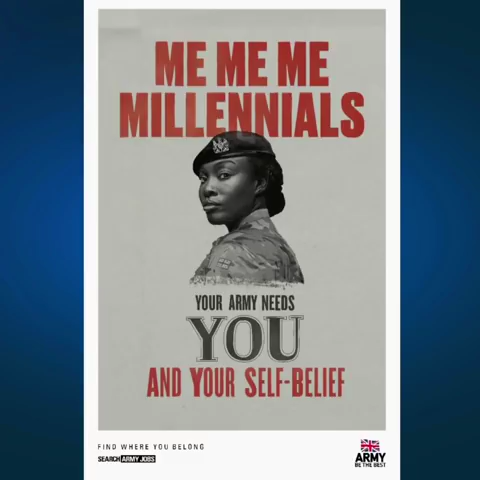 ME ME ME
MILLENNIALS
YOUR ARMY NEEDS
YOU
AND YOUR SELF-BELIEF
FIND WHERE YOU BELONG
SEARCH ARMY JOBS
ARMY
BE THE BEST